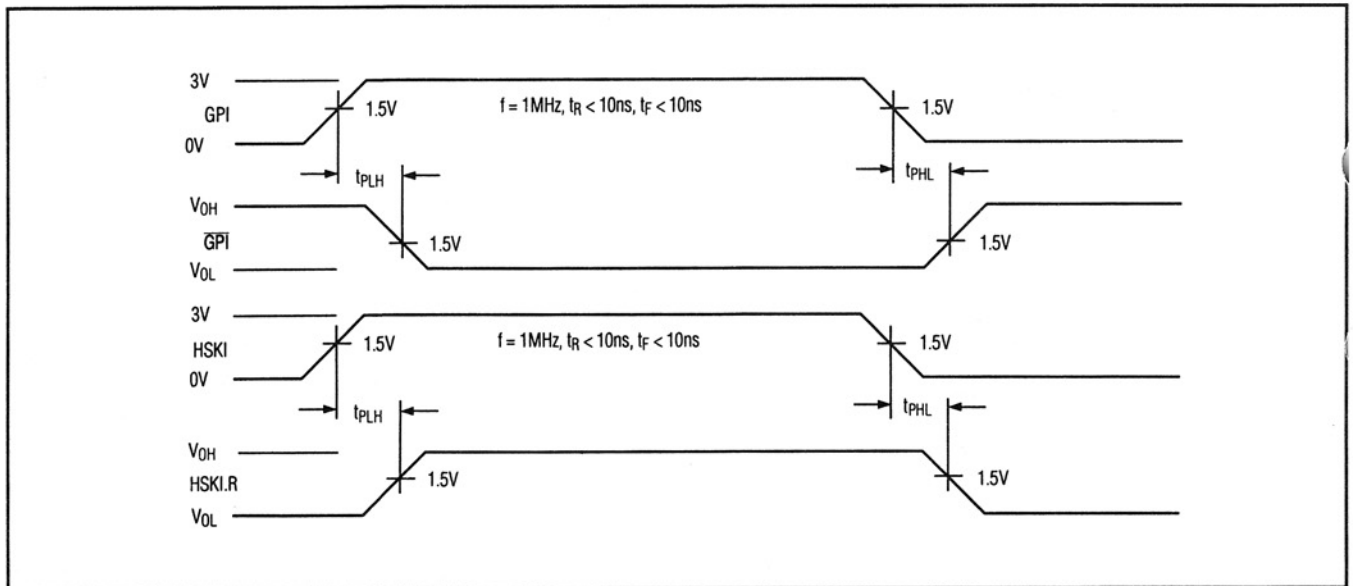 3V
GPI
0V
1.5V
f = 1MHz, tR < 10ns, tF < 10ns
1.5V
tPLH
tPHL
VOH
G̅P̅I̅
VOL
1.5V
1.5V
3V
HSKI
0V
1.5V
f = 1MHz, tR < 10ns, tF < 10ns
1.5V
tPLH
tPHL
VOH
HSKI.R
VOL
1.5V
1.5V